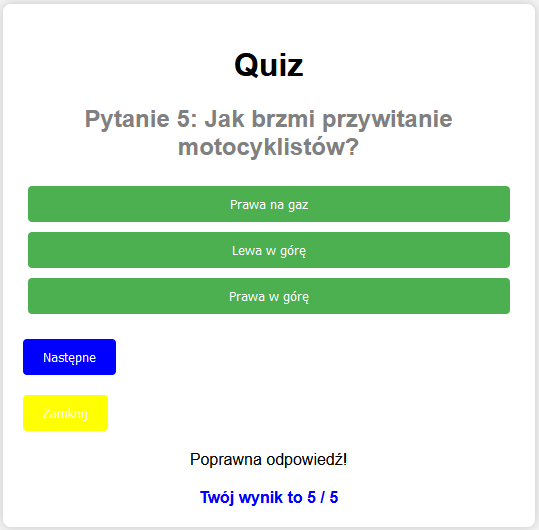 Quiz
Pytanie 5: Jak brzmi przywitanie
motocyklistów?
Prawa na gaz
Lewa w górę
Prawa w górę
Następne
Zamknij
Poprawna odpowiedź!
Twój wynik to 5 / 5